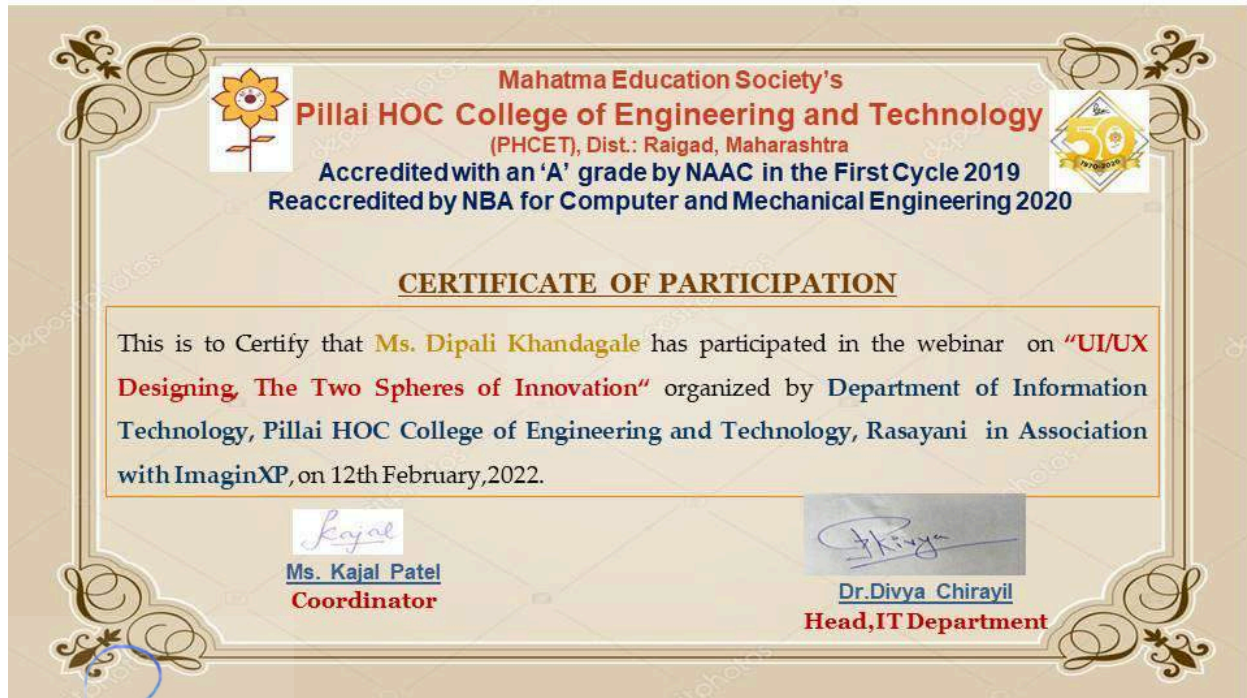 Mahatma Education Society's
Pillai HOC College of Engineering and Technology
(PHCET), Dist.: Raigad, Maharashtra
Accredited with an 'A' grade by NAAC in the First Cycle 2019
Reaccredited by NBA for Computer and Mechanical Engineering 2020
50
1970-2020
CERTIFICATE OF PARTICIPATION
This is to Certify that Ms. Dipali Khandagale has participated in the webinar on “UI/UX
Designing, The Two Spheres of Innovation“ organized by Department of Information
Technology, Pillai HOC College of Engineering and Technology, Rasayani in Association
with ImaginXP, on 12th February,2022.
Kajal
Ms. Kajal Patel
Coordinator
Dr.Divya Chirayil
Head,IT Department
depositphotos